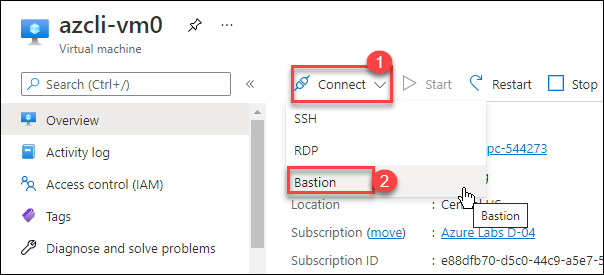 azcli-vm0
Virtual machine
Search (Ctrl+/)
Overview
Activity log
Access control (IAM)
Tags
Diagnose and solve problems
1
Connect
Start
Restart
Stop
SSH
RDP
Bastion
2
pc-544273
Location :
Bastion
Subscription (move) : Azure Labs D-04
Subscription ID : e88dfb70-d5c0-44c9-a5e7-5